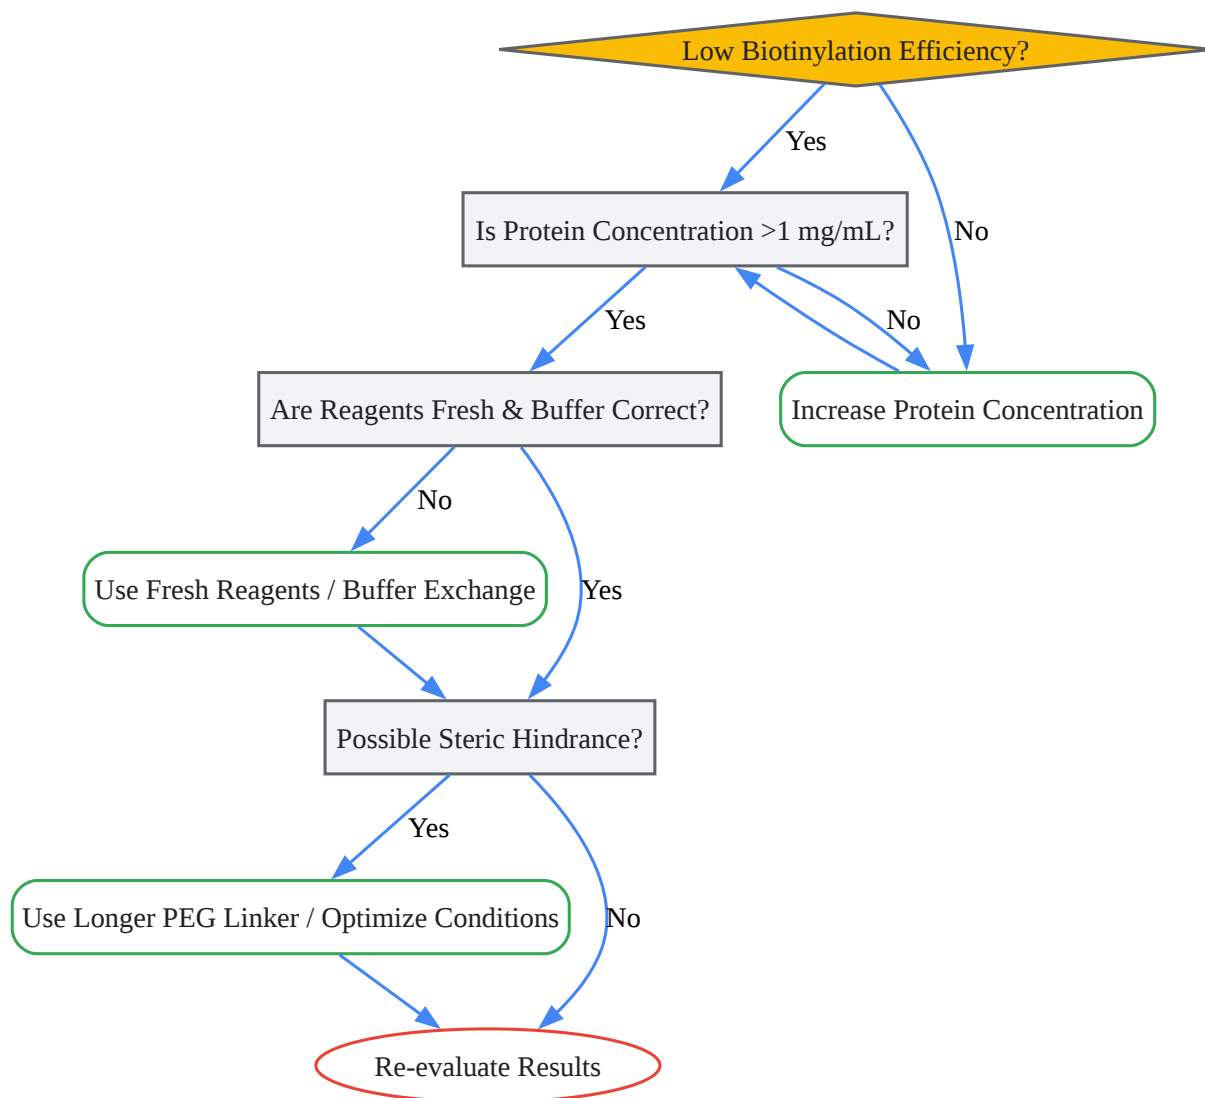 Low Biotinylation Efficiency?
Yes
No
Is Protein Concentration >1 mg/mL?
Yes
No
Are Reagents Fresh & Buffer Correct?
Increase Protein Concentration
No
Yes
Use Fresh Reagents / Buffer Exchange
Possible Steric Hindrance?
Yes
No
Use Longer PEG Linker / Optimize Conditions
Re-evaluate Results